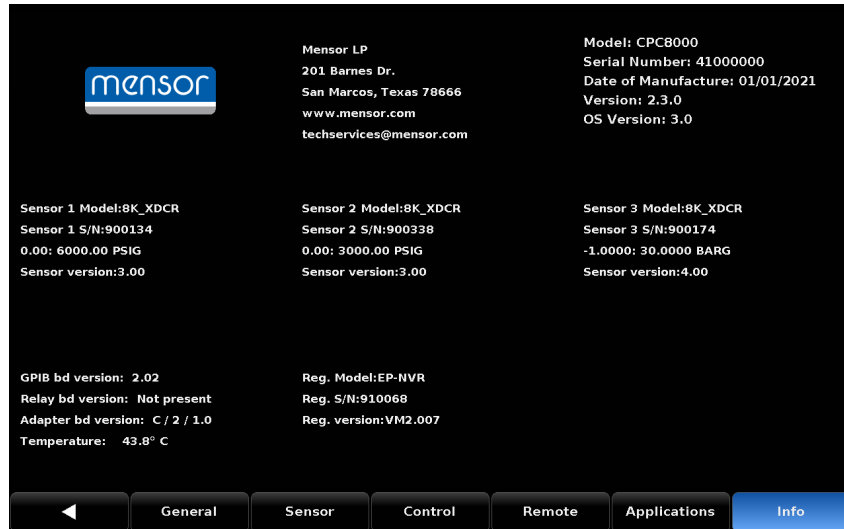 mensor
Mensor LP
201 Barnes Dr.
San Marcos, Texas 78666
www.mensor.com
techservices@mensor.com
Model: CPC8000
Serial Number: 41000000
Date of Manufacture: 01/01/2021
Version: 2.3.0
OS Version: 3.0
Sensor 1 Model:8K_XDCR
Sensor 1 S/N:900134
0.00: 6000.00 PSIG
Sensor version:3.00
Sensor 2 Model:8K_XDCR
Sensor 2 S/N:900338
0.00: 3000.00 PSIG
Sensor version:3.00
Sensor 3 Model:8K_XDCR
Sensor 3 S/N:900174
-1.0000: 30.0000 BARG
Sensor version:4.00
GPIB bd version: 2.02
Relay bd version: Not present
Adapter bd version: C / 2 / 1.0
Temperature: 43.8° C
Reg. Model:EP-NVR
Reg. S/N:910068
Reg. version:VM2.007
General Sensor Control Remote Applications Info